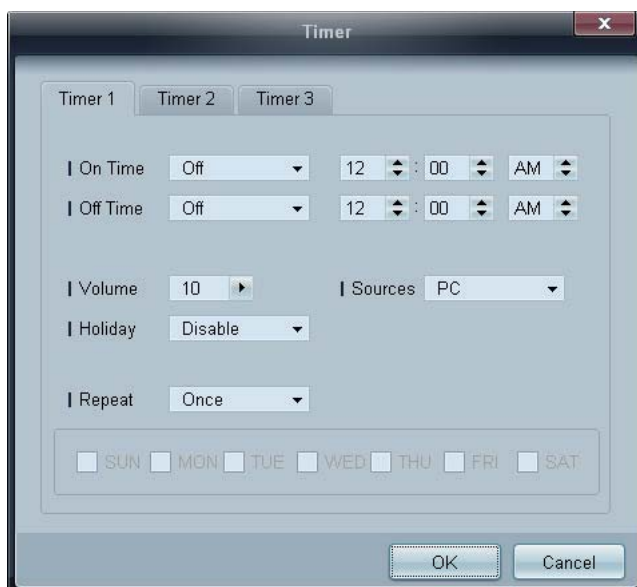 Timer
x
Timer 1 Timer 2 Timer 3
On Time Off 12 : 00 AM
Off Time Off 12 : 00 AM
Volume 10 Sources PC
Holiday Disable
Repeat Once
SUN MON TUE WED THU FRI SAT
OK Cancel